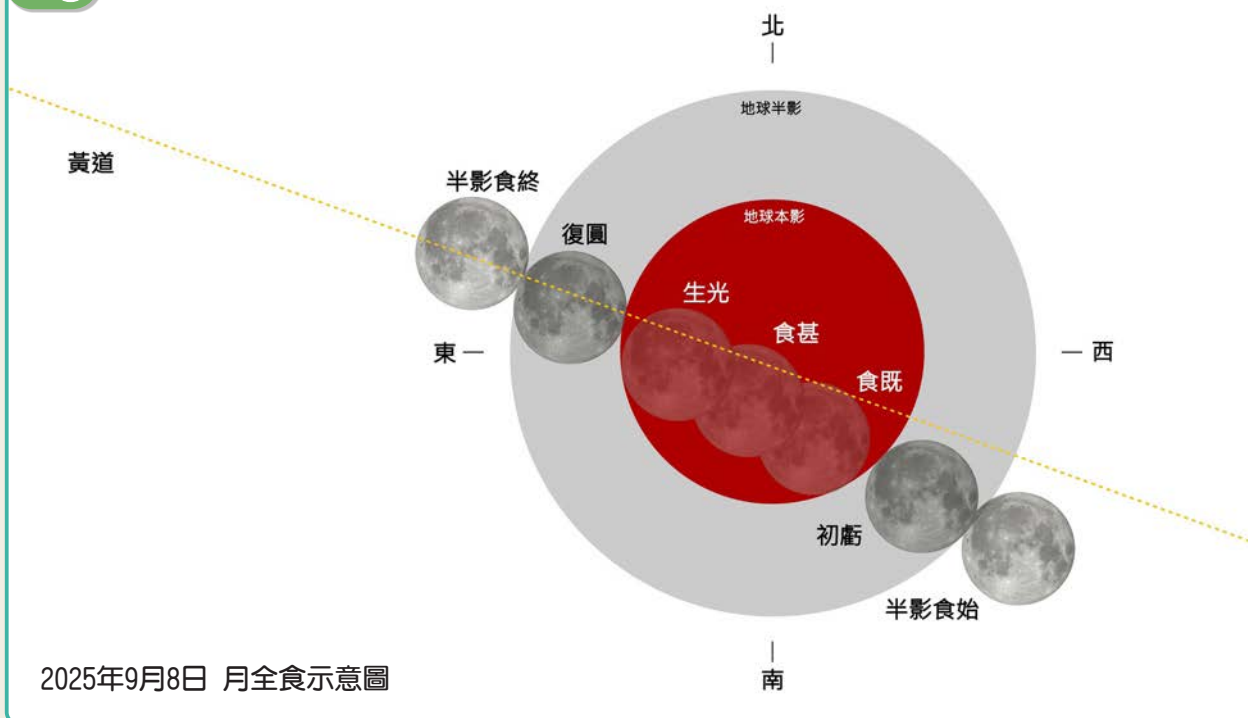 北
地球半影
黃道
半影食終
地球本影
復圓
生光
食甚
東
西
食既
初虧
半影食始
南
2025年9月8日 月全食示意圖